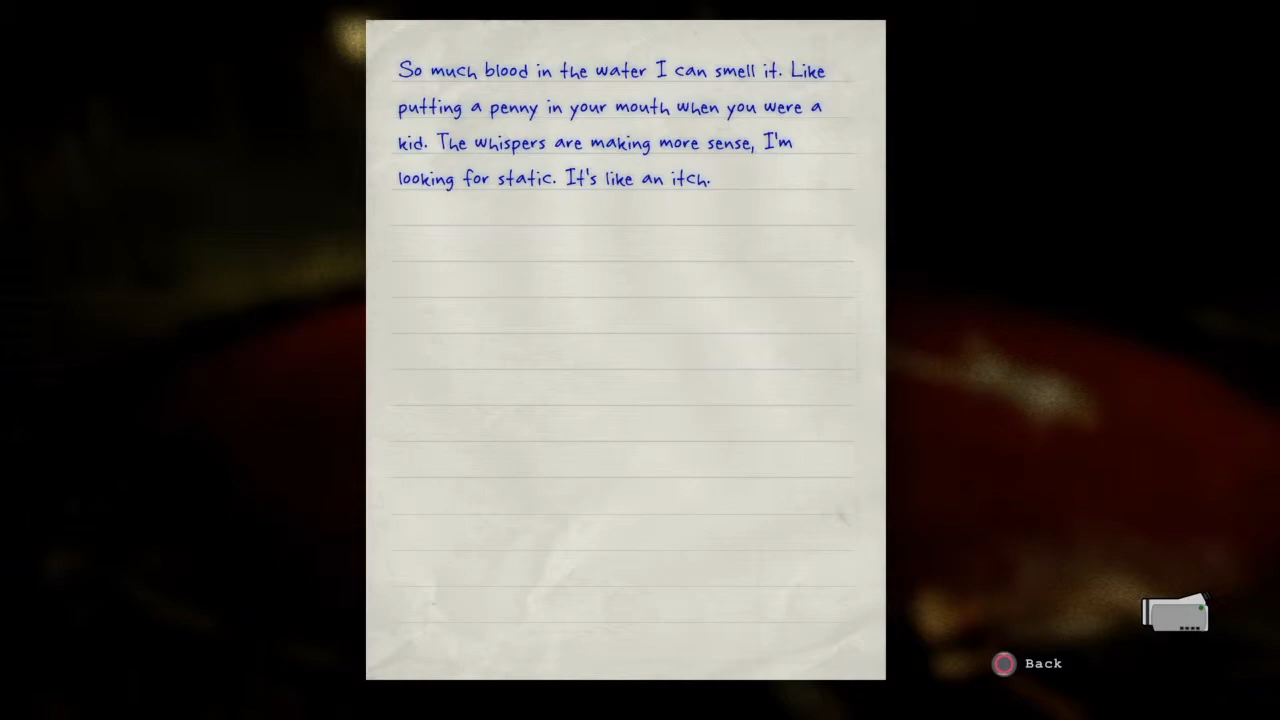 So much blood in the water I can smell it. Like
putting a penny in your mouth when you were a
kid. The whispers are making more sense, I'm
looking for static. It's like an itch.
Back